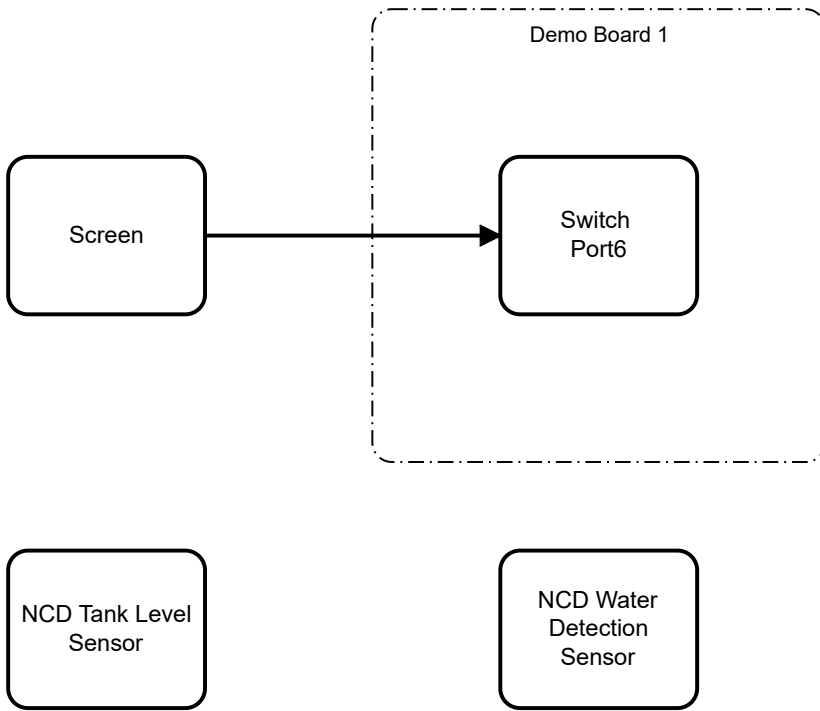 Demo Board 1
Screen
Switch
Port6
NCD Tank Level
Sensor
NCD Water
Detection
Sensor